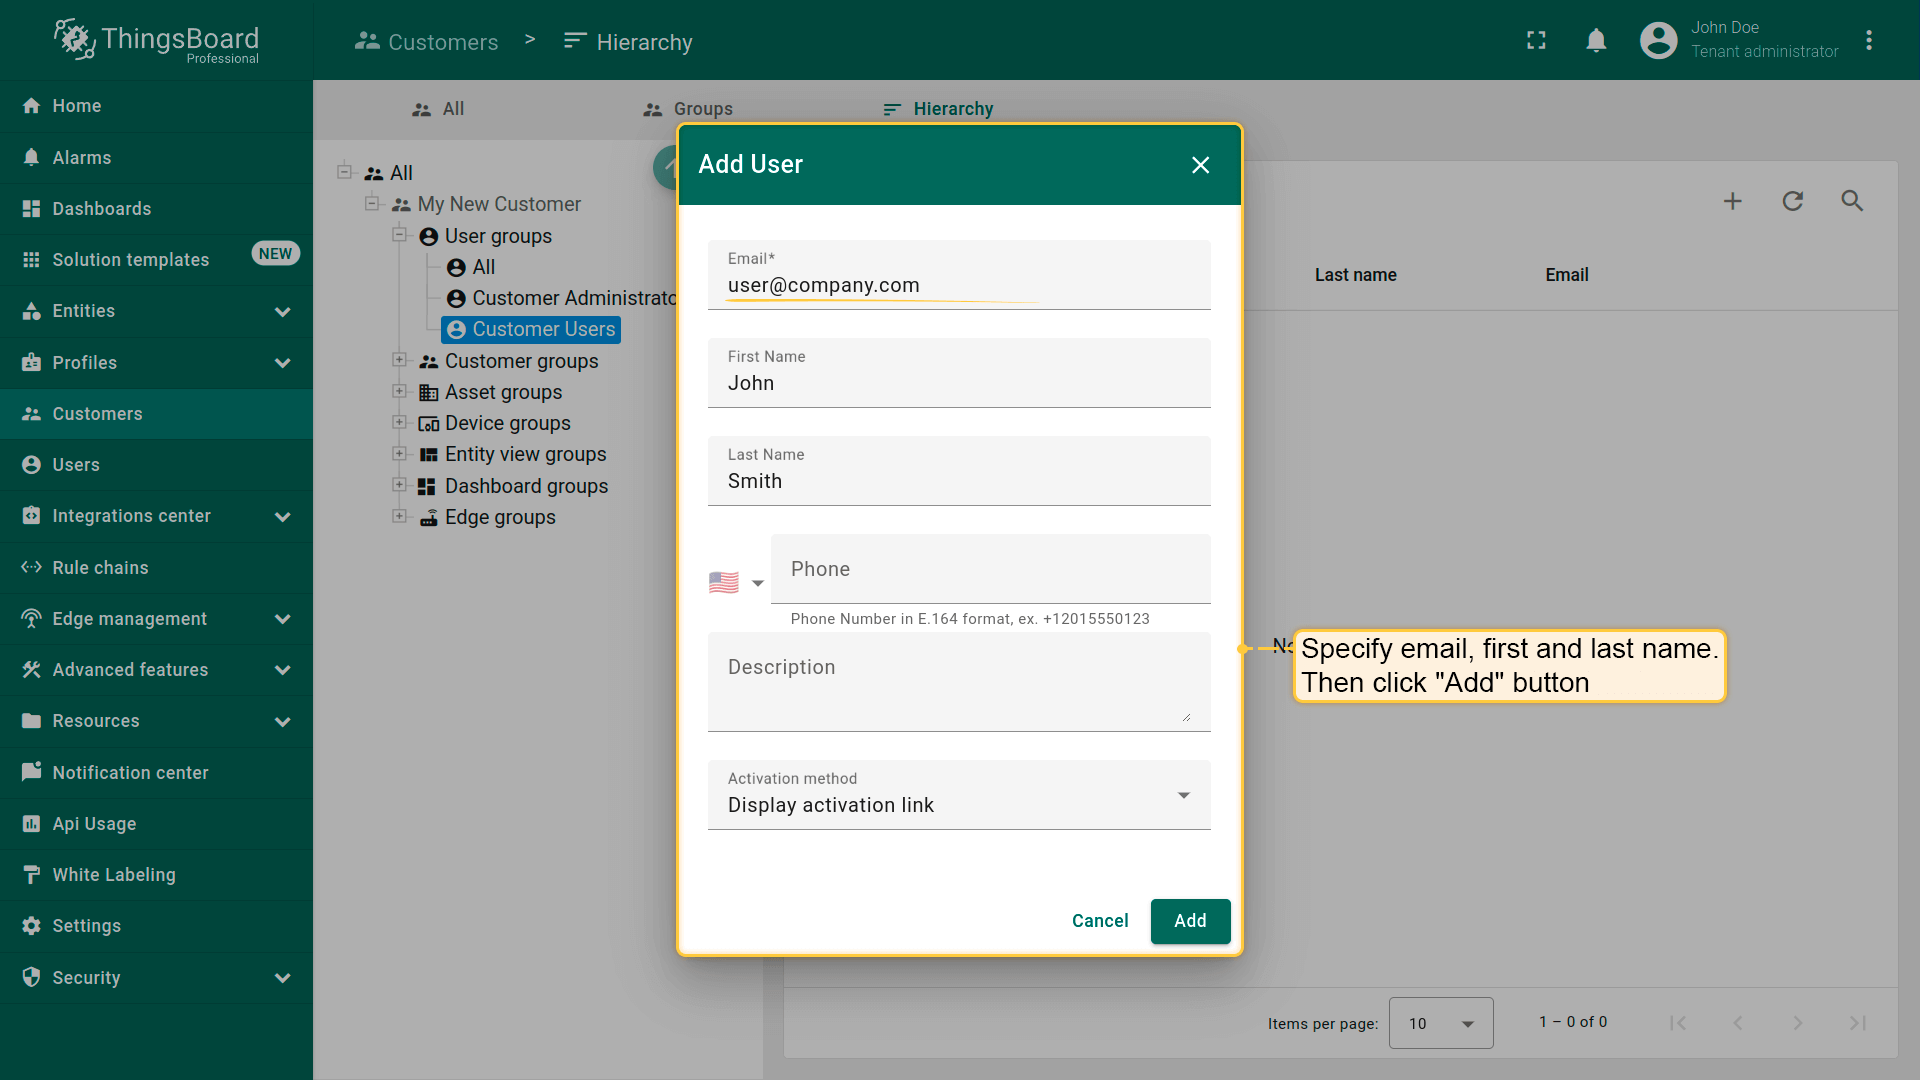 ThingsBoard
Professional
Customers > Hierarchy
John Doe
Tenant administrator
Home
Alarms
Dashboards
Solution templates NEW
Entities
Profiles
Customers
Users
Integrations center
Rule chains
Edge management
Advanced features
Resources
Notification center
Api Usage
White Labeling
Settings
Security
All Groups Hierarchy
All
My New Customer
User groups
All
Customer Administrato
Customer Users
Customer groups
Asset groups
Device groups
Entity view groups
Dashboard groups
Edge groups
Last name Email
Add User
Email*
user@company.com
First Name
John
Last Name
Smith
Phone
Phone Number in E.164 format, ex. +12015550123
Description
Activation method
Display activation link
Cancel Add
Specify email, first and last name.
Then click "Add" button
Items per page: 10 1 – 0 of 0